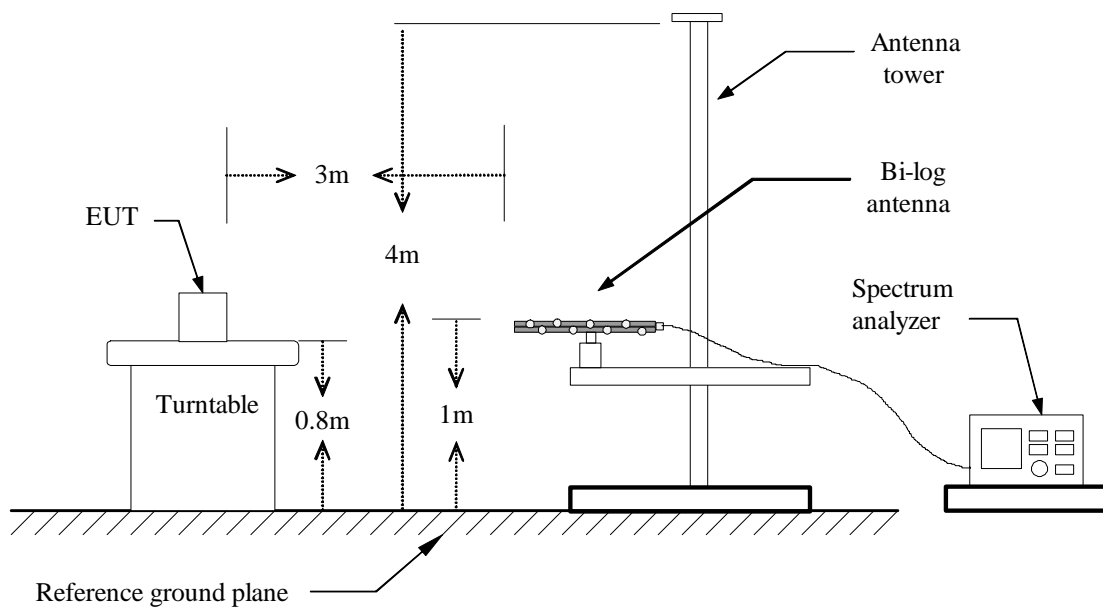 Antenna
tower
3m
Bi-log
antenna
EUT
4m
Spectrum
analyzer
Turntable
0.8m
1m
Reference ground plane